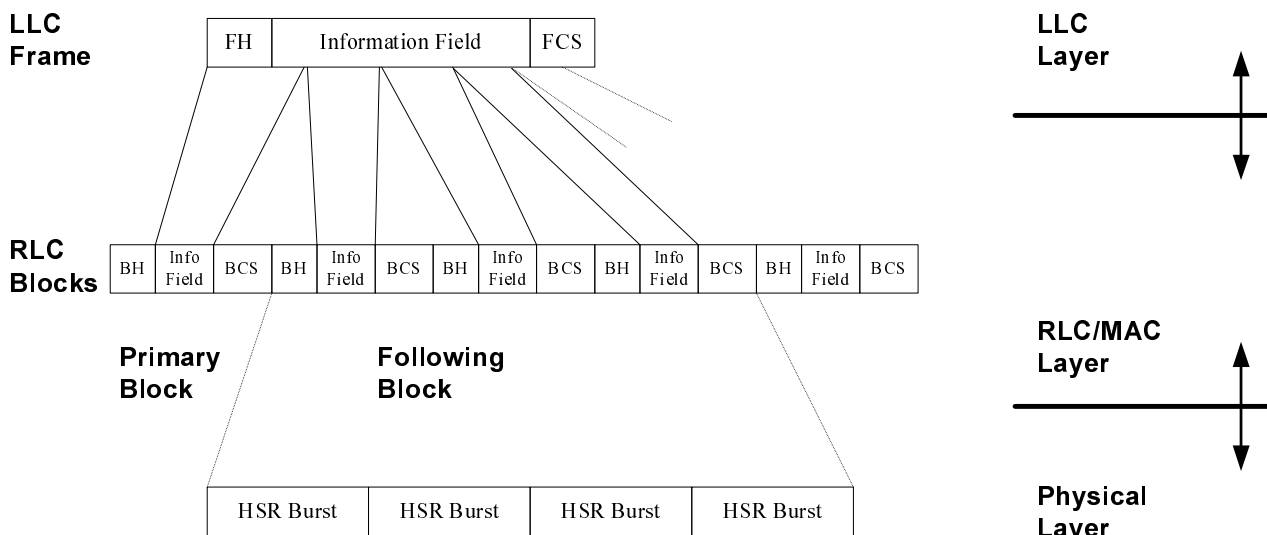 LLC
Frame
FH
Information Field
FCS
LLC
Layer
RLC
Blocks
BH
Info
Field
BCS
BH
Info
Field
BCS
BH
Info
Field
BCS
BH
Info
Field
BCS
BH
Info
Field
BCS
Primary
Block
Following
Block
RLC/MAC
Layer
HSR Burst
HSR Burst
HSR Burst
HSR Burst
Physical
Layer